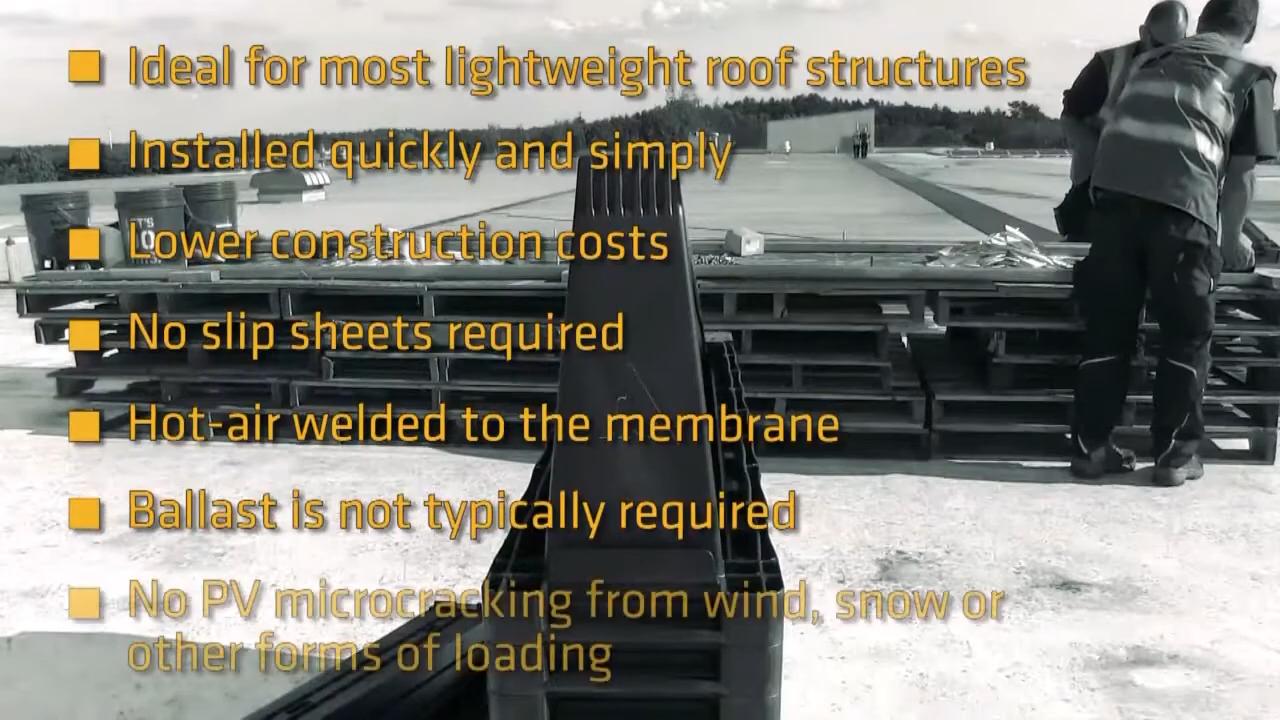 Ideal for most lightweight roof structures
Installed quickly and simply
Lower construction costs
No slip sheets required
Hot-air welded to the membrane
Ballast is not typically required
No PV microcracking from wind, snow or
other forms of loading